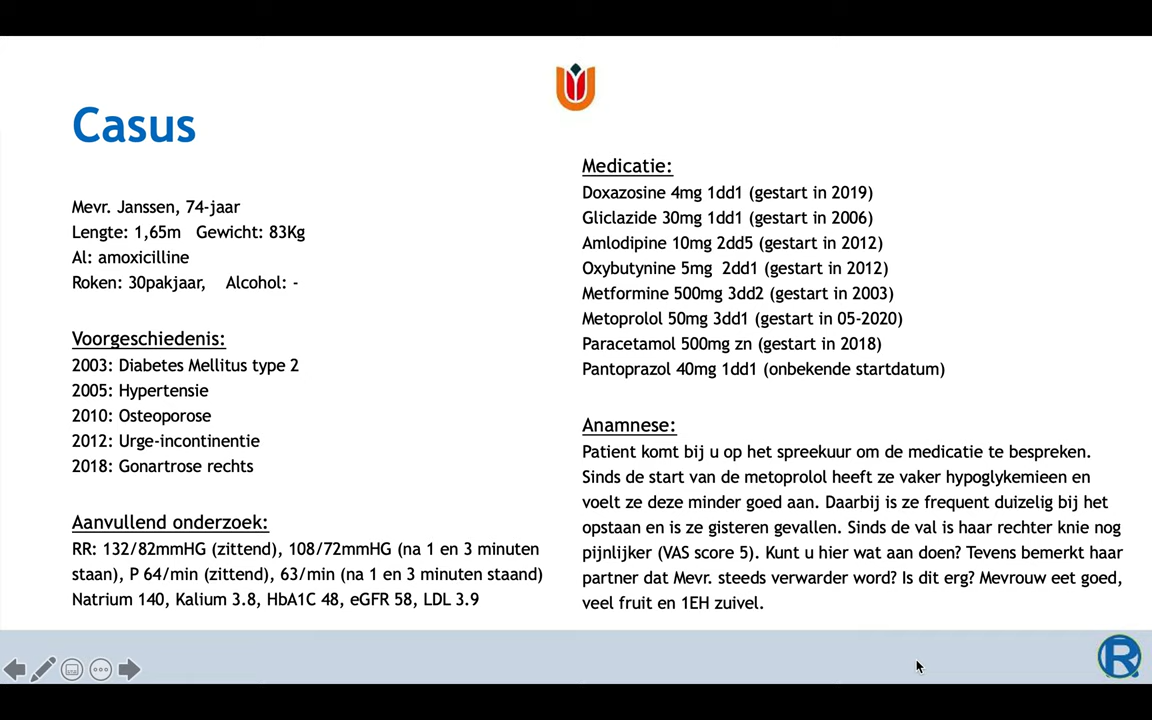 Casus
Mevr. Janssen, 74-jaar
Lengte: 1,65m Gewicht: 83Kg
Al: amoxicilline
Roken: 30pakjaar, Alcohol: -
Voorgeschiedenis:
2003: Diabetes Mellitus type 2
2005: Hypertensie
2010: Osteoporose
2012: Urge-incontinentie
2018: Gonartrose rechts
Aanvullend onderzoek:
RR: 132/82mmHG (zittend), 108/72mmHG (na 1 en 3 minuten
staan), P 64/min (zittend), 63/min (na 1 en 3 minuten staand)
Natrium 140, Kalium 3.8, HbA1C 48, eGFR 58, LDL 3.9
Medicatie:
Doxazosine 4mg 1dd1 (gestart in 2019)
Gliclazide 30mg 1dd1 (gestart in 2006)
Amlodipine 10mg 2dd5 (gestart in 2012)
Oxybutynine 5mg 2dd1 (gestart in 2012)
Metformine 500mg 3dd2 (gestart in 2003)
Metoprolol 50mg 3dd1 (gestart in 05-2020)
Paracetamol 500mg zn (gestart in 2018)
Pantoprazol 40mg 1dd1 (onbekende startdatum)
Anamnese:
Patient komt bij u op het spreekuur om de medicatie te bespreken.
Sinds de start van de metoprolol heeft ze vaker hypoglykemieen en
voelt ze deze minder goed aan. Daarbij is ze frequent duizelig bij het
opstaan en is ze gisteren gevallen. Sinds de val is haar rechter knie nog
pijnlijker (VAS score 5). Kunt u hier wat aan doen? Tevens bemerkt haar
partner dat Mevr. steeds verwarder word? Is dit erg? Mevrouw eet goed,
veel fruit en 1EH zuivel.
R